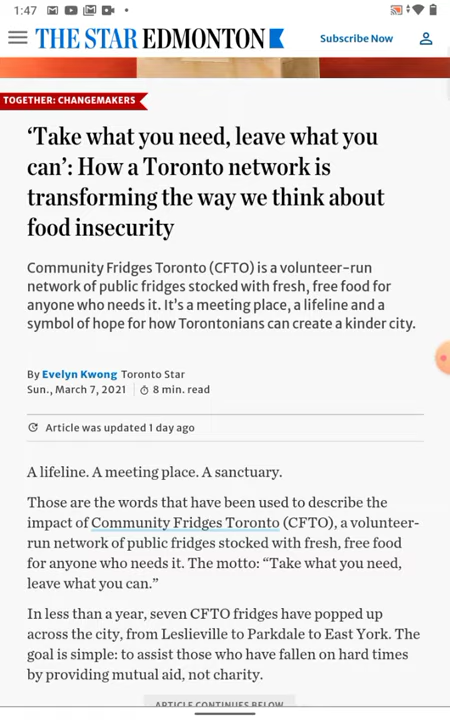 1:47
THE STAR EDMONTON
Subscribe Now
TOGETHER: CHANGEMAKERS
‘Take what you need, leave what you
can’: How a Toronto network is
transforming the way we think about
food insecurity
Community Fridges Toronto (CFTO) is a volunteer-run
network of public fridges stocked with fresh, free food for
anyone who needs it. It’s a meeting place, a lifeline and a
symbol of hope for how Torontonians can create a kinder city.
By Evelyn Kwong Toronto Star
Sun., March 7, 2021 8 min. read
Article was updated 1 day ago
A lifeline. A meeting place. A sanctuary.
Those are the words that have been used to describe the
impact of Community Fridges Toronto (CFTO), a volunteer-
run network of public fridges stocked with fresh, free food
for anyone who needs it. The motto: “Take what you need,
leave what you can.”
In less than a year, seven CFTO fridges have popped up
across the city, from Leslieville to Parkdale to East York. The
goal is simple: to assist those who have fallen on hard times
by providing mutual aid, not charity.
ARTICLE CONTINUES BELOW